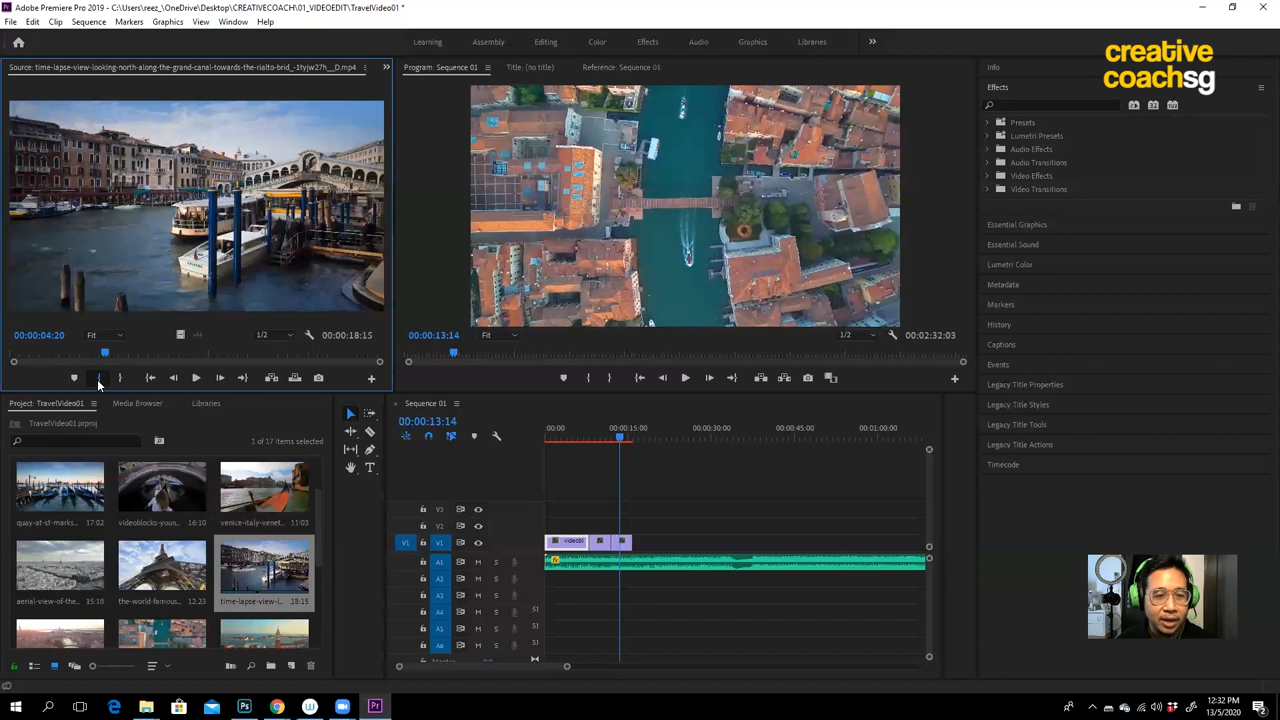 Adobe Premiere Pro 2019 - C:\Users\reez_\OneDrive\Desktop\CREATIVECOACH\01_VIDEOEDIT\TravelVideo01 *
File Edit Clip Sequence Markers Graphics View Window Help
Learning Assembly Editing Color Effects Audio Graphics Libraries
creative
coachsg
Source: time-lapse-view-looking-north-along-the-grand-canal-towards-the-rialto-brid_-1tyjw27h__D.mp4
Program: Sequence 01 Title: (no title) Reference: Sequence 01
Info
Effects
Presets
Lumetri Presets
Audio Effects
Audio Transitions
Video Effects
Video Transitions
Essential Graphics
Essential Sound
Lumetri Color
Metadata
Markers
History
Captions
Events
Legacy Title Properties
Legacy Title Styles
Legacy Title Tools
Legacy Title Actions
Timecode
00:00:04:20 Fit 1/2 00:00:18:15
00:00:13:14 Fit 1/2 00:02:32:03
Project: TravelVideo01 Media Browser Libraries
TravelVideo01.prproj
1 of 17 items selected
quay-at-st-marks... 17:02
videoblocks-youn... 16:10
venice-italy-venet... 11:03
aerial-view-of-the... 15:18
the-world-famous... 12:23
time-lapse-view-l... 18:15
× Sequence 01
00:00:13:14
:00:00 00:00:15:00 00:00:30:00 00:00:45:00 00:01:00:00
V3
V2
V1 V1 videobl
A1 M S
A2 M S
A3 M S
A4 M S S1
A5 M S S1
A6 M S S1
Master 0.0
12:32 PM
13/5/2020